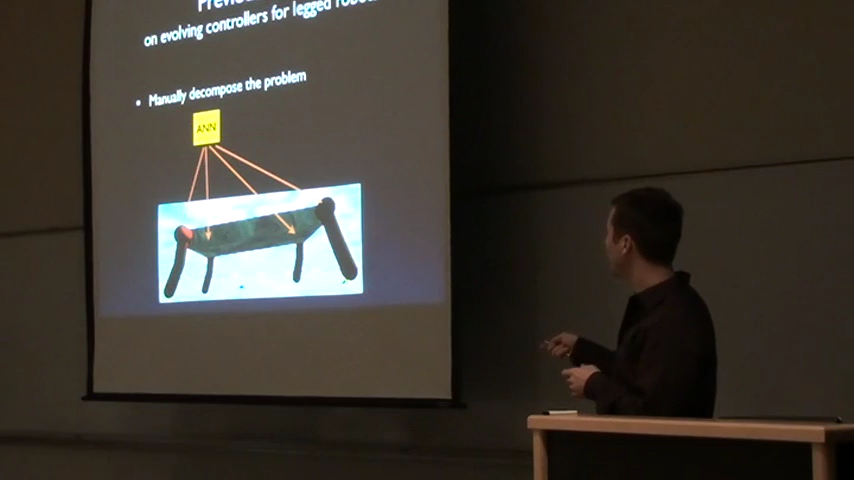 on evolving controllers for legged
• Manually decompose the problem
ANN